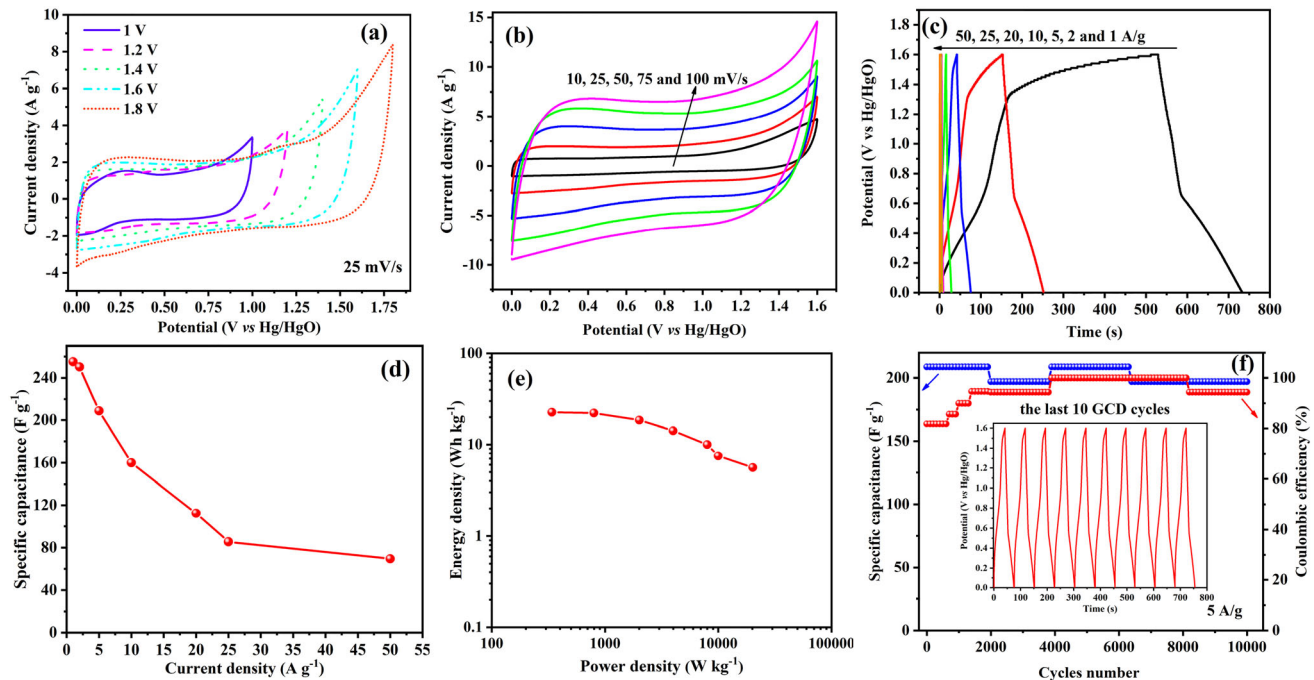 (a)
1 V
1.2 V
1.4 V
1.6 V
1.8 V
25 mV/s
Current density (A g⁻¹)
8
6
4
2
0
-2
-4
0.00 0.25 0.50 0.75 1.00 1.25 1.50 1.75
Potential (V vs Hg/HgO)
(b)
10, 25, 50, 75 and 100 mV/s
Current density (A g⁻¹)
15
10
5
0
-5
-10
0.0 0.2 0.4 0.6 0.8 1.0 1.2 1.4 1.6
Potential (V vs Hg/HgO)
(c)
50, 25, 20, 10, 5, 2 and 1 A/g
Potential (V vs Hg/HgO)
1.8
1.6
1.4
1.2
1.0
0.8
0.6
0.4
0.2
0.0
0 100 200 300 400 500 600 700 800
Time (s)
(d)
Specific capacitance (F g⁻¹)
240
200
160
120
80
40
0
0 5 10 15 20 25 30 35 40 45 50 55
Current density (A g⁻¹)
(e)
Energy density (Wh kg⁻¹)
100
10
1
0.1
100 1000 10000 100000
Power density (W kg⁻¹)
(f)
Specific capacitance (F g⁻¹)
200
150
100
50
0
the last 10 GCD cycles
Potential (V vs Hg/HgO)
1.6
1.4
1.2
1.0
0.8
0.6
0.4
0.2
0.0
0 100 200 300 400 500 600 700 800
Time (s)
5 A/g
0 2000 4000 6000 8000 10000
Cycles number
100
80
60
40
20
0
Coulombic efficiency (%)